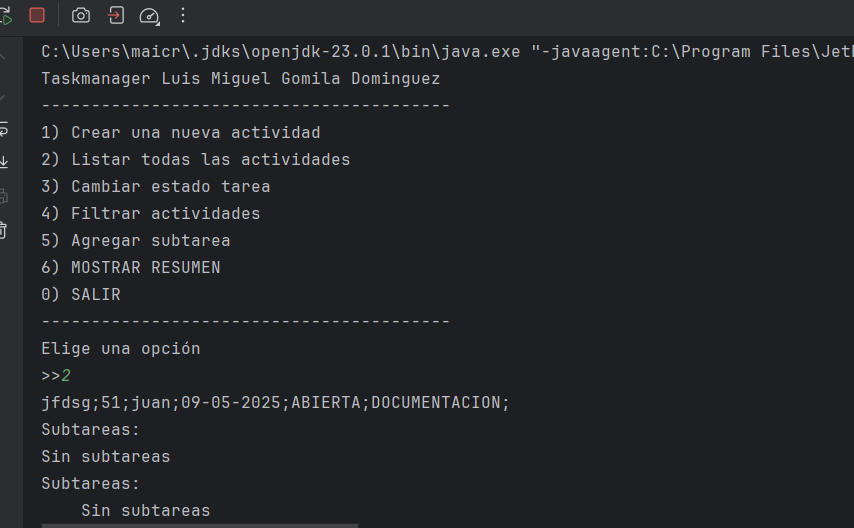 C:\Users\maicr\.jdks\openjdk-23.0.1\bin\java.exe "-javaagent:C:\Program Files\Jet
Taskmanager Luis Miguel Gomila Dominguez
-----------------------------------------
1) Crear una nueva actividad
2) Listar todas las actividades
3) Cambiar estado tarea
4) Filtrar actividades
5) Agregar subtarea
6) MOSTRAR RESUMEN
0) SALIR
-----------------------------------------
Elige una opción
>>2
jfdsg;51;juan;09-05-2025;ABIERTA;DOCUMENTACION;
Subtareas:
Sin subtareas
Subtareas:
    Sin subtareas